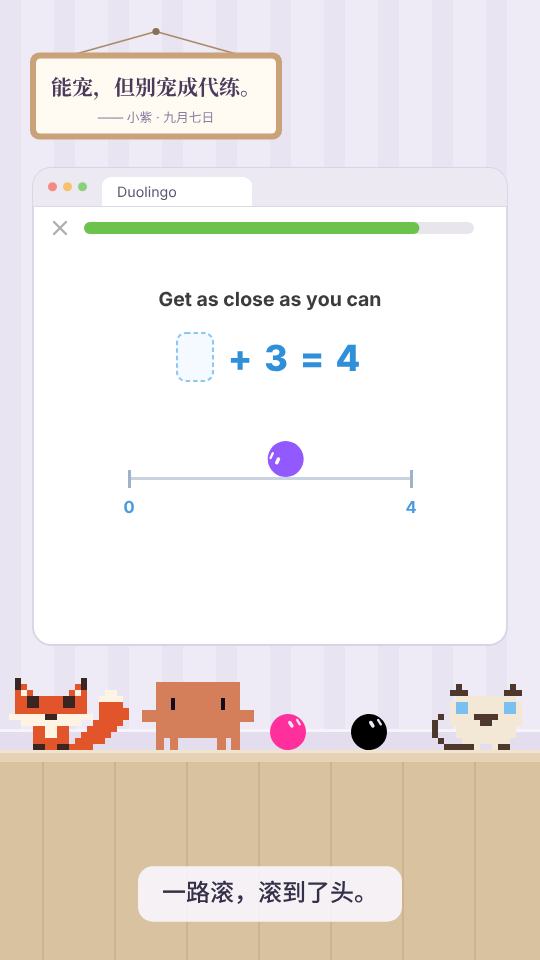 能宠，但别宠成代练。
—— 小紫 · 九月七日
Duolingo
Get as close as you can
+ 3 = 4
0 4
一路滚，滚到了头。